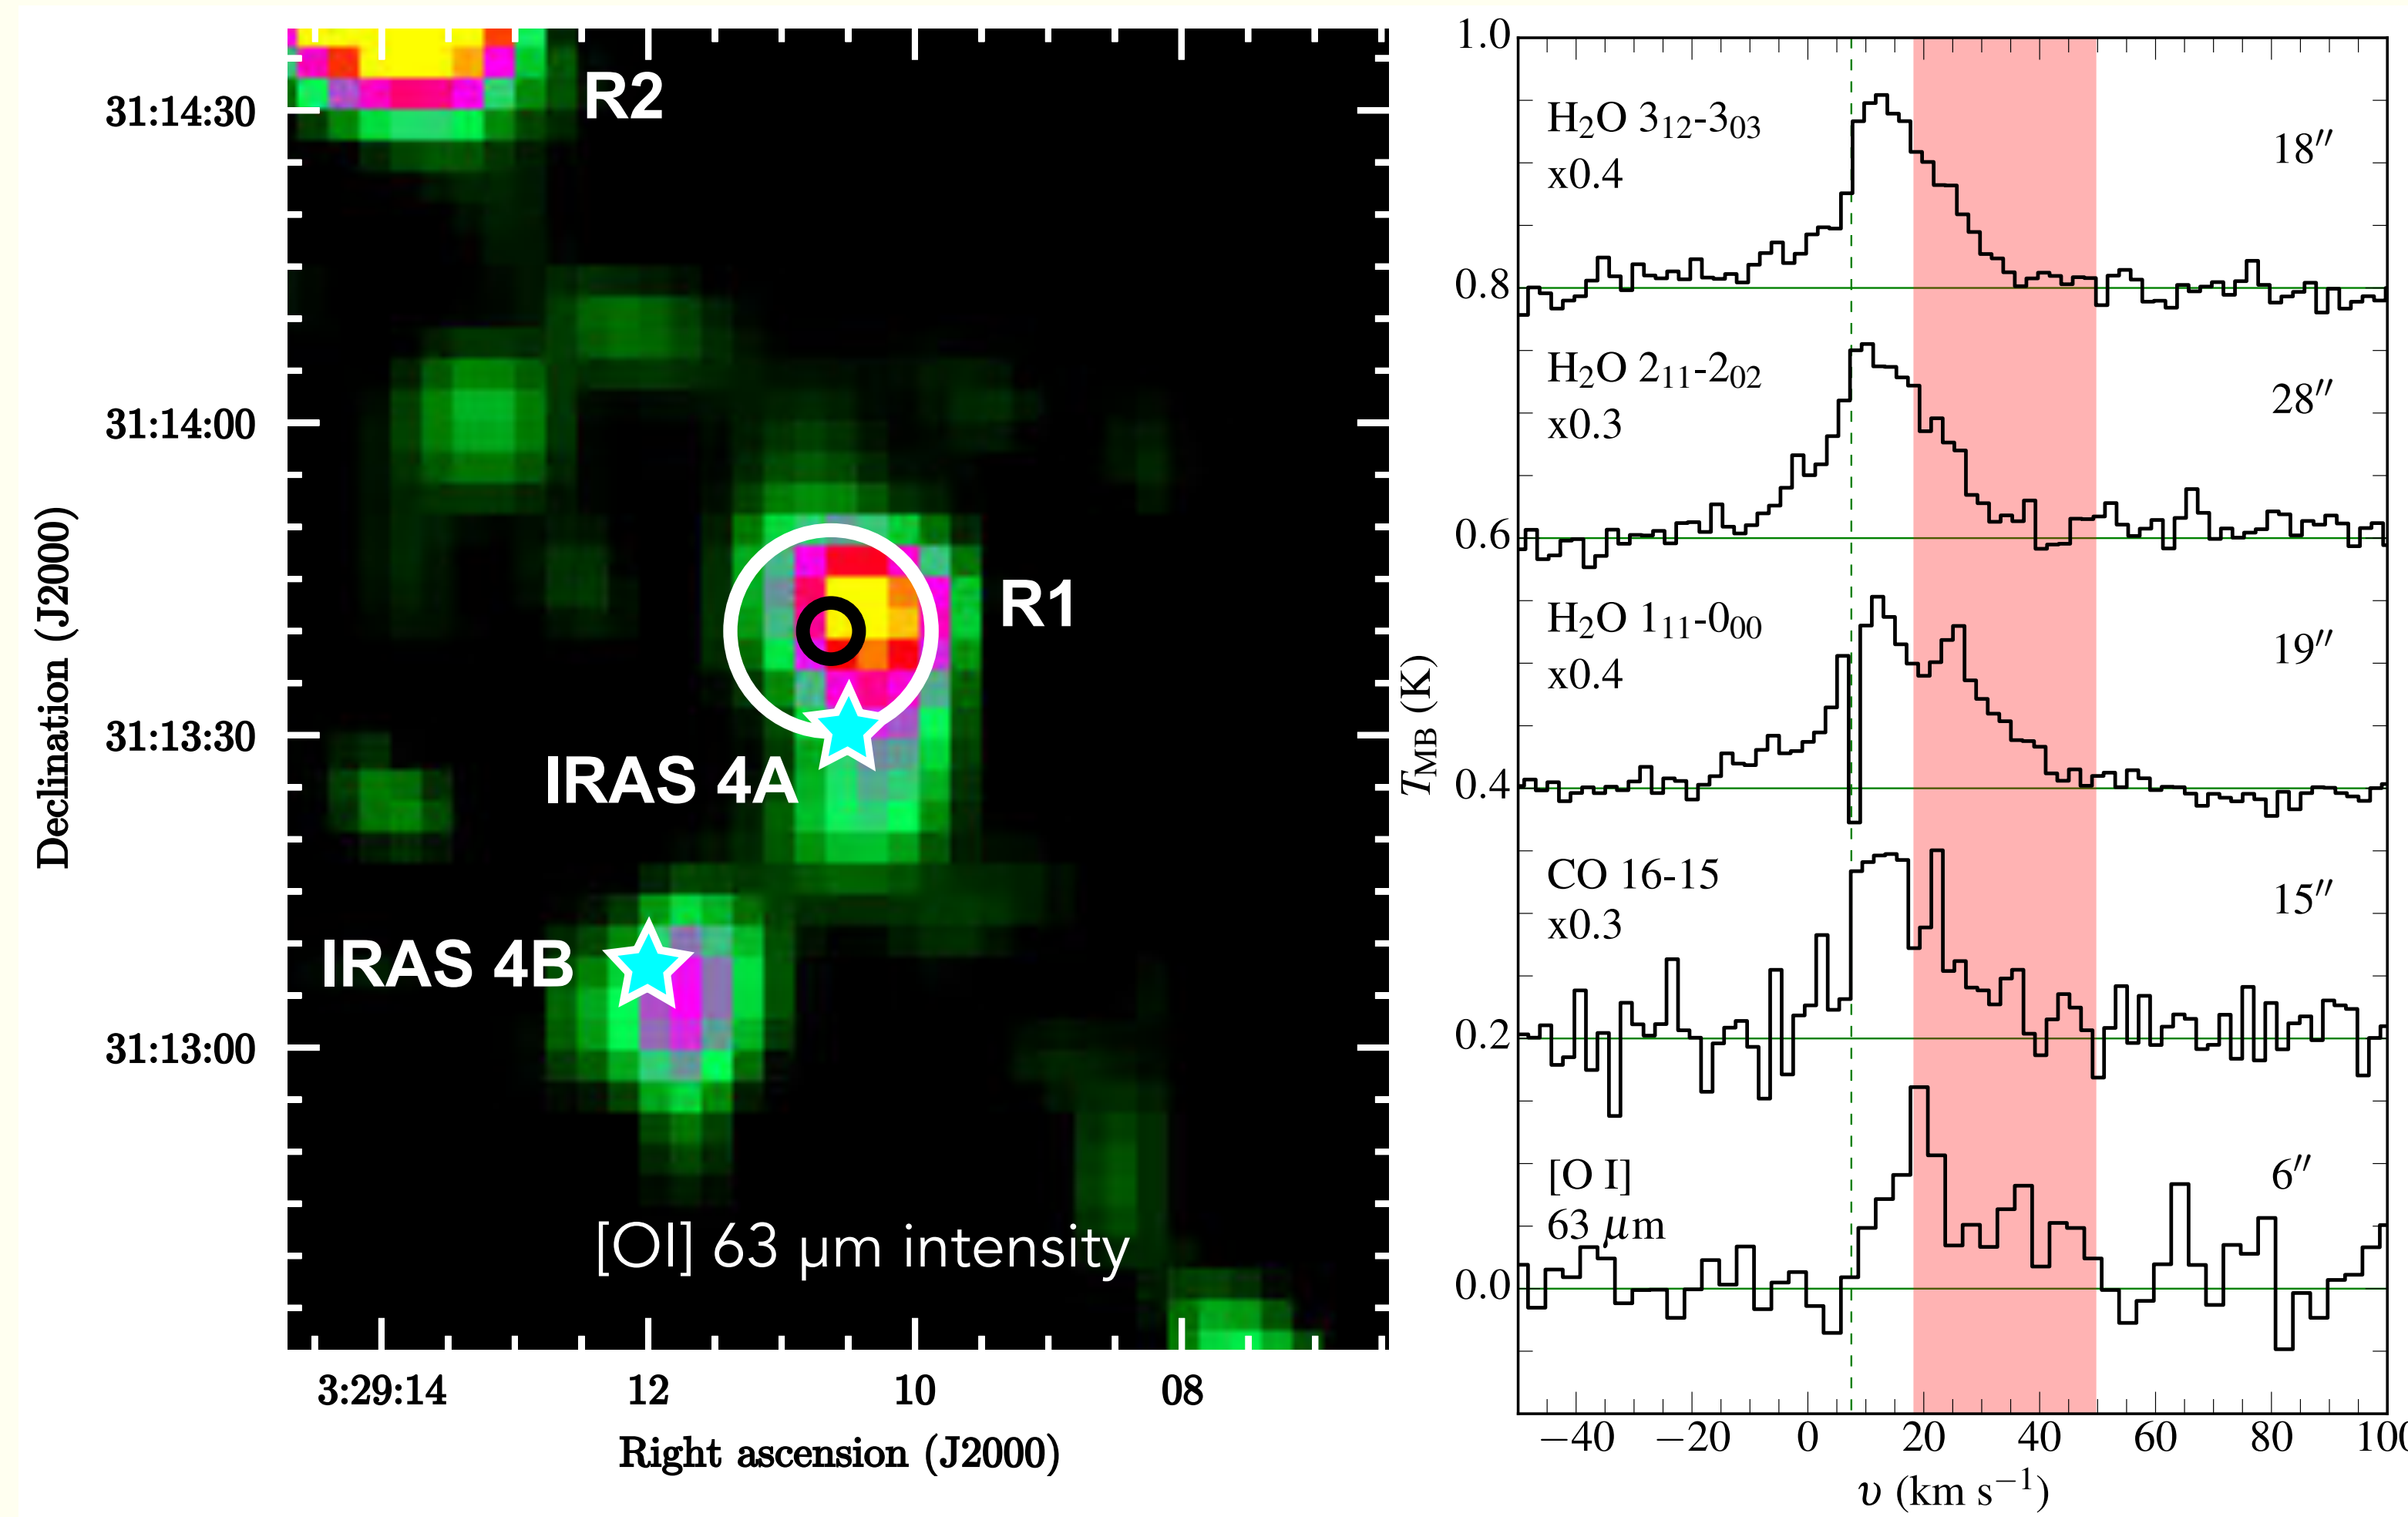 R2
R1
IRAS 4A
IRAS 4B
[OI] 63 µm intensity
31:14:30
31:14:00
31:13:30
31:13:00
Declination (J2000)
3:29:14 12 10 08
Right ascension (J2000)
1.0
0.8
0.6
0.4
0.2
0.0
T_MB (K)
H₂O 3₁₂-3₀₃
x0.4
18″
H₂O 2₁₁-2₀₂
x0.3
28″
H₂O 1₁₁-0₀₀
x0.4
19″
CO 16-15
x0.3
15″
[O I]
63 µm
6″
−40 −20 0 20 40 60 80 100
υ (km s⁻¹)